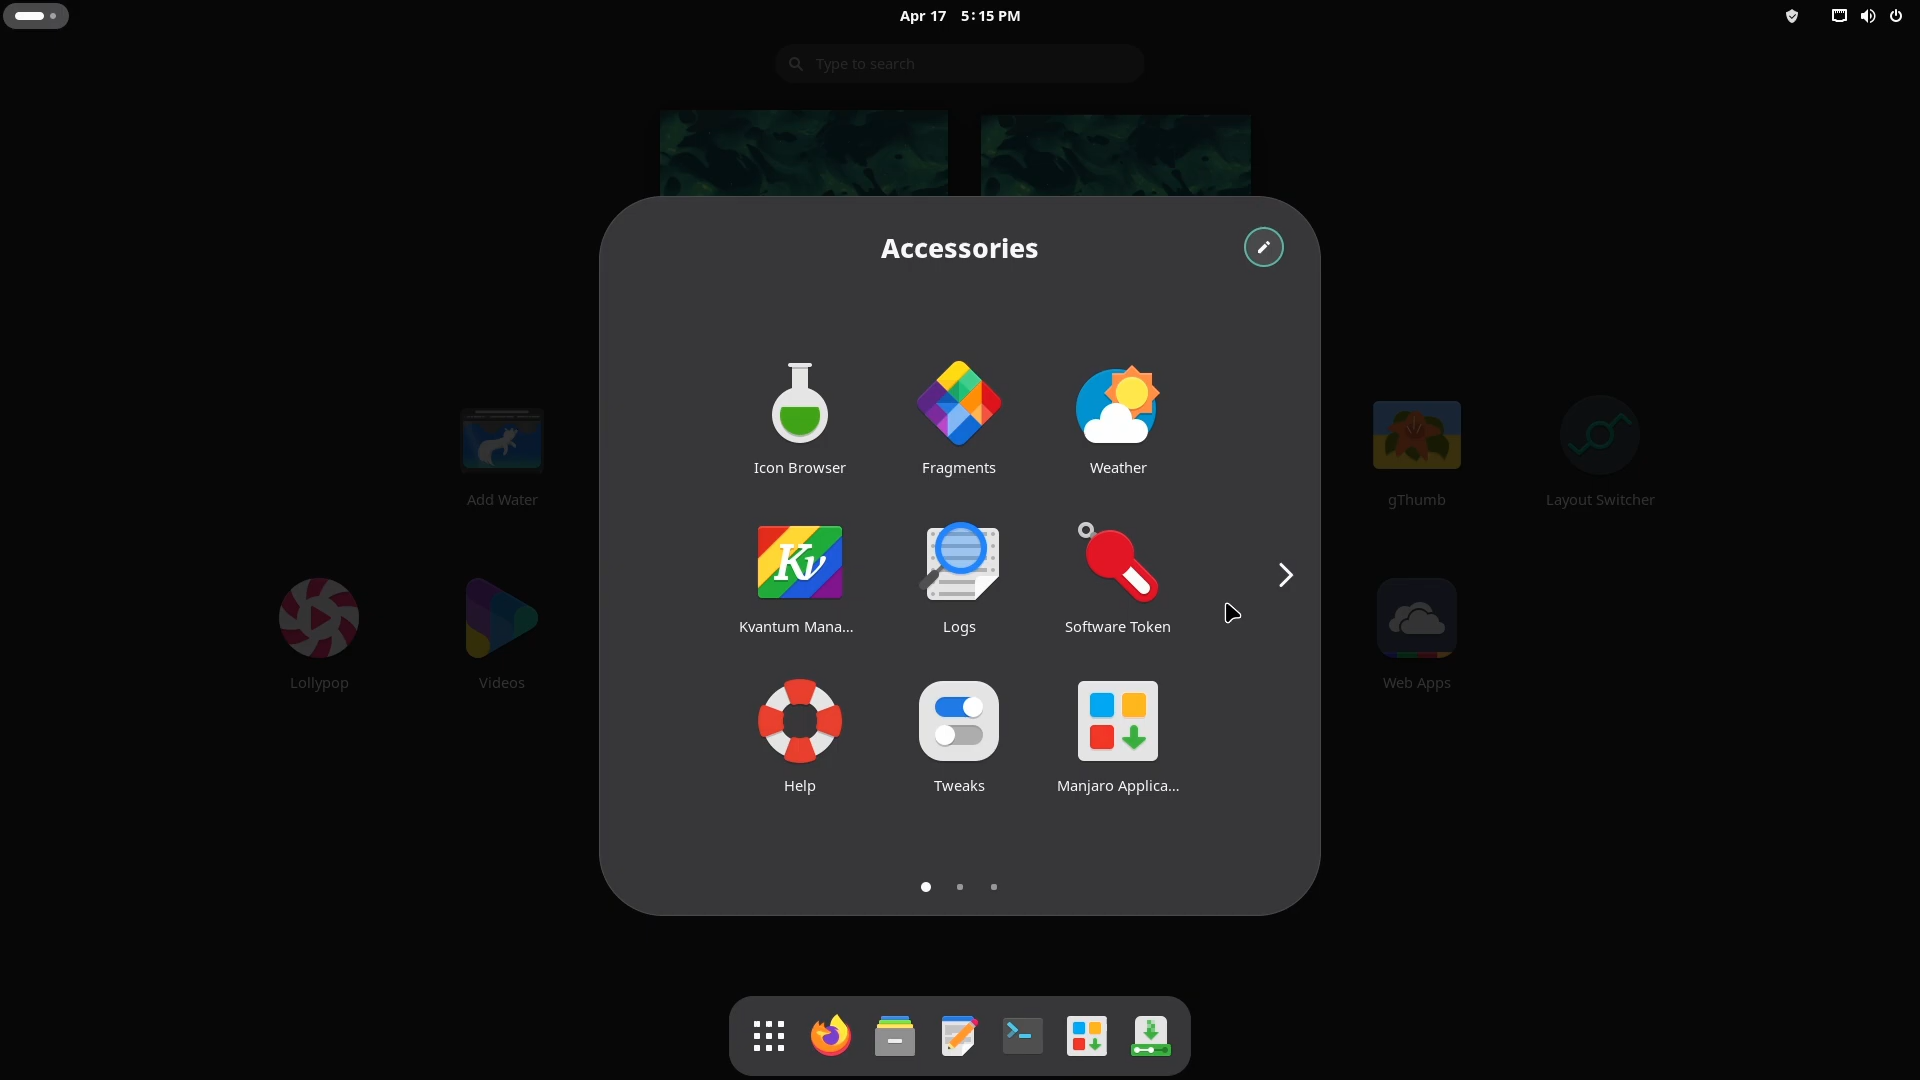 Apr 17 5:15 PM
Type to search
Accessories
Icon Browser
Fragments
Weather
Add Water
gThumb
Layout Switcher
Kv
Kvantum Mana...
Logs
Software Token
Lollypop
Videos
Web Apps
Help
Tweaks
Manjaro Applica...